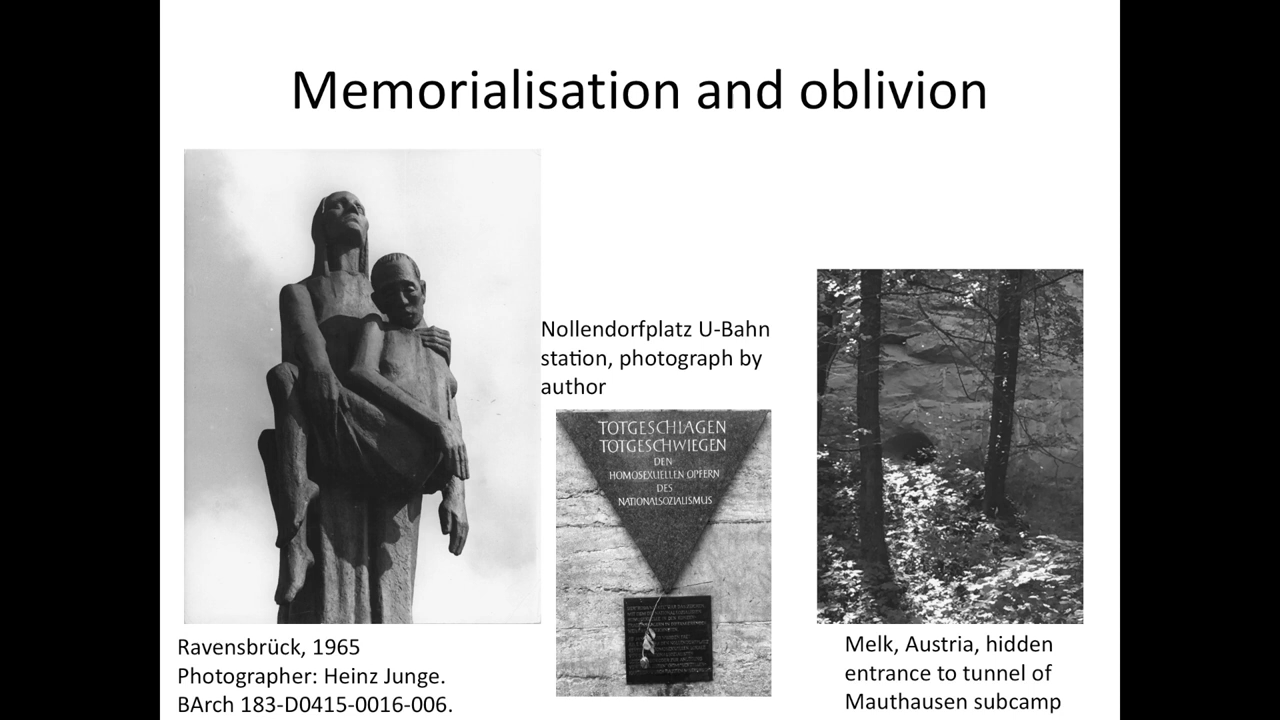 Memorialisation and oblivion
Nollendorfplatz U-Bahn
station, photograph by
author
TOTGESCHLAGEN
TOTGESCHWIEGEN
DEN
HOMOSEXUELLEN OPFERN
DES
NATIONALSOZIALISMUS
Ravensbrück, 1965
Photographer: Heinz Junge.
BArch 183-D0415-0016-006.
Melk, Austria, hidden
entrance to tunnel of
Mauthausen subcamp